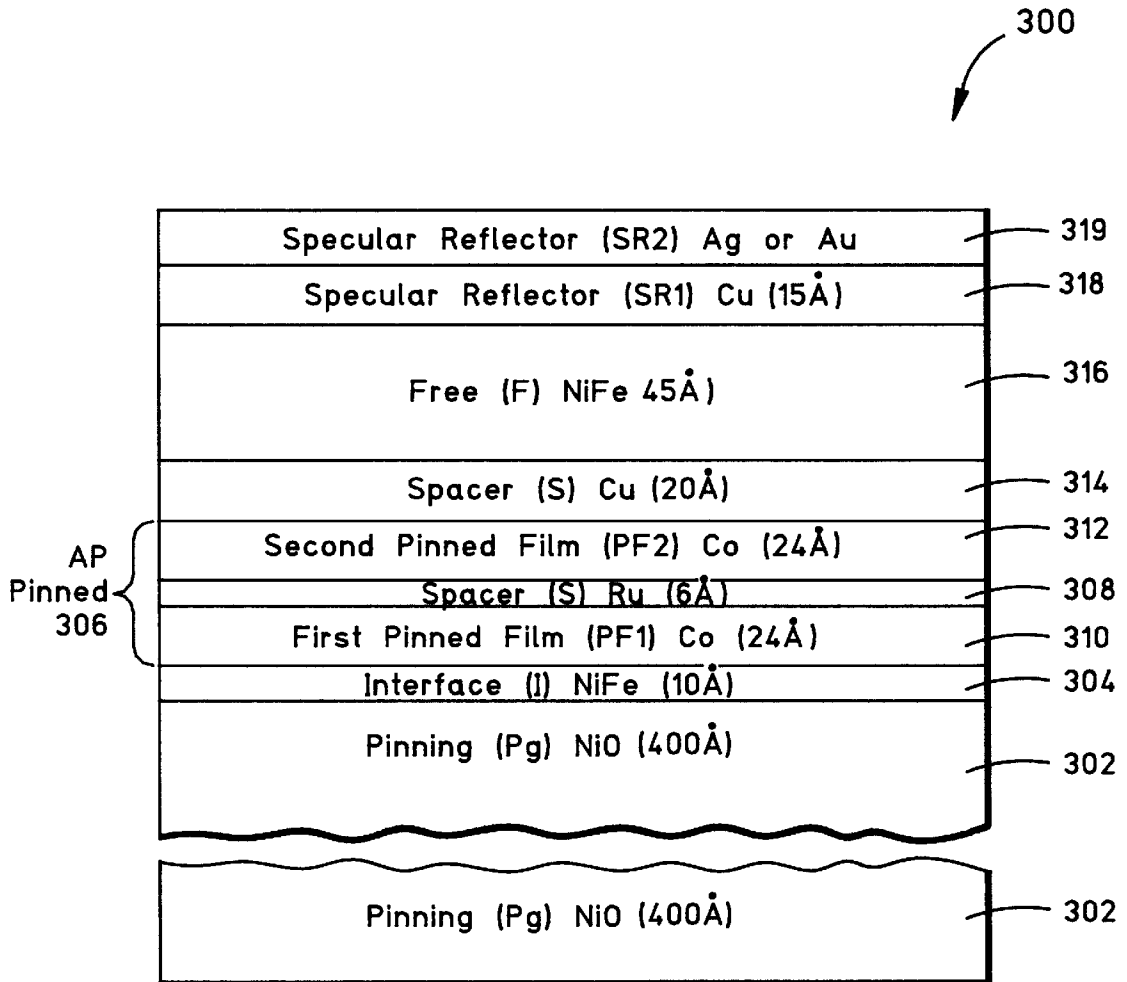 300
Specular Reflector (SR2) Ag or Au
319
Specular Reflector (SR1) Cu (15Å)
318
Free (F) NiFe 45Å)
316
Spacer (S) Cu (20Å)
314
AP
Pinned
306
Second Pinned Film (PF2) Co (24Å)
312
Spacer (S) Ru (6Å)
308
First Pinned Film (PF1) Co (24Å)
310
Interface (I) NiFe (10Å)
304
Pinning (Pg) NiO (400Å)
302
Pinning (Pg) NiO (400Å)
302